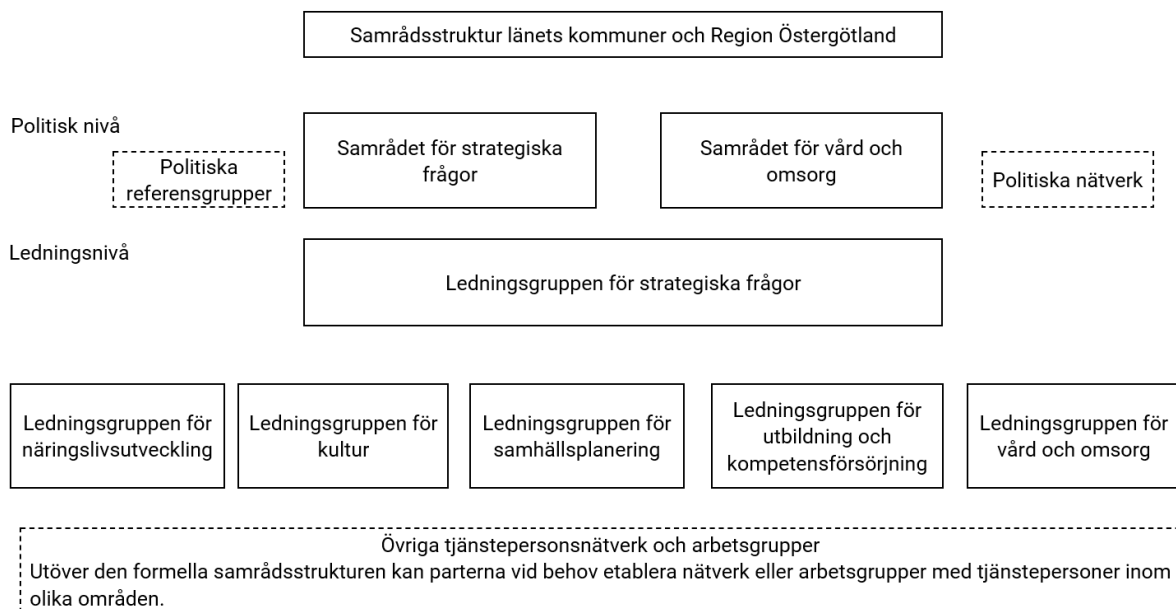 Samrådsstruktur länets kommuner och Region Östergötland
Politisk nivå
Politiska
referensgrupper
Samrådet för strategiska
frågor
Samrådet för vård och
omsorg
Politiska nätverk
Ledningsnivå
Ledningsgruppen för strategiska frågor
Ledningsgruppen för
näringslivsutveckling
Ledningsgruppen för
kultur
Ledningsgruppen för
samhällsplanering
Ledningsgruppen för
utbildning och
kompetensförsörjning
Ledningsgruppen för
vård och omsorg
Övriga tjänstepersonsnätverk och arbetsgrupper
Utöver den formella samrådsstrukturen kan parterna vid behov etablera nätverk eller arbetsgrupper med tjänstepersoner inom
olika områden.